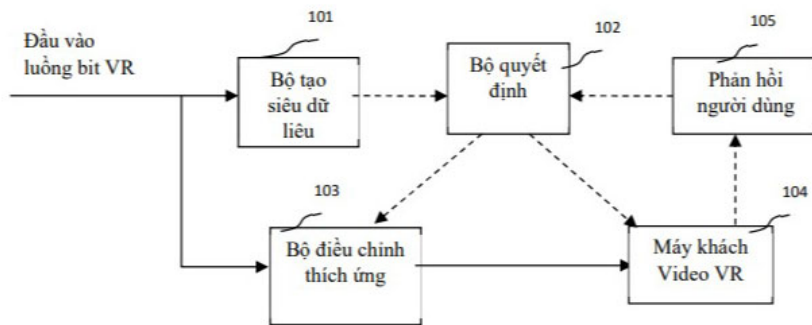 Đầu vào
luồng bit VR
101
Bộ tạo
siêu dữ
liêu
102
Bộ quyết
định
105
Phản hồi
người dùng
103
Bộ điều chỉnh
thích ứng
104
Máy khách
Video VR